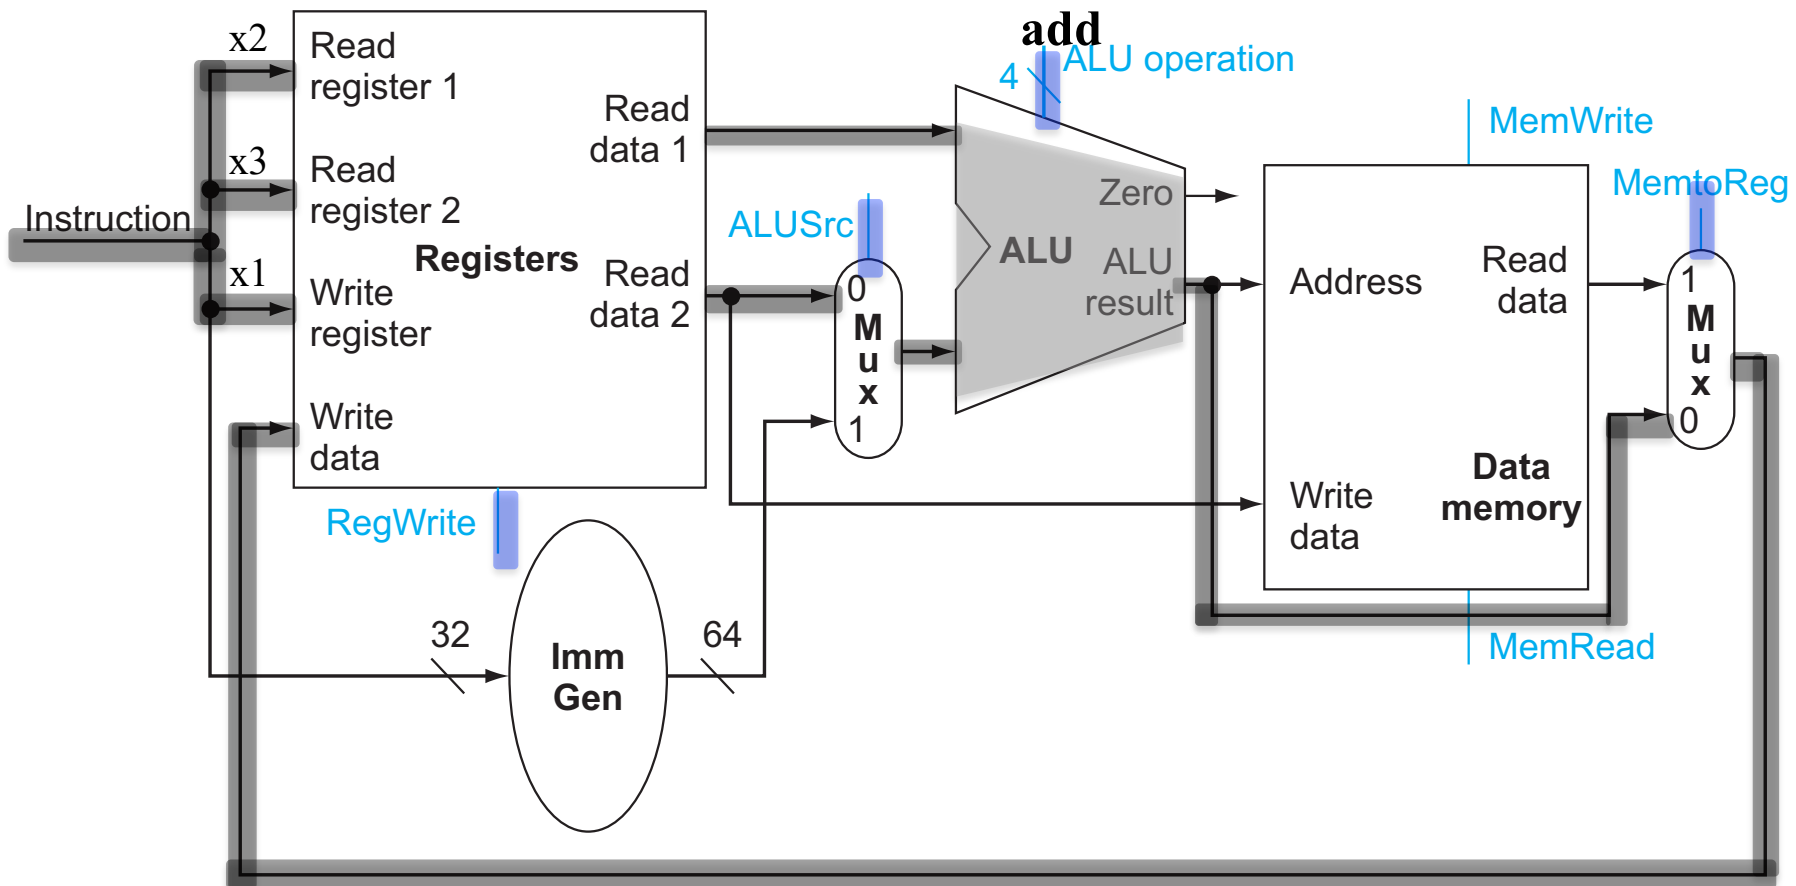 add
x2
Read
register 1
ALU operation
4
Read
data 1
MemWrite
x3
Read
register 2
Zero
MemtoReg
Instruction
ALUSrc
Registers
ALU
ALU
result
x1
Write
register
Read
data 2
0
M
u
x
1
Address
Read
data
1
M
u
x
0
Write
data
Data
memory
Write
data
RegWrite
32
64
Imm
Gen
MemRead